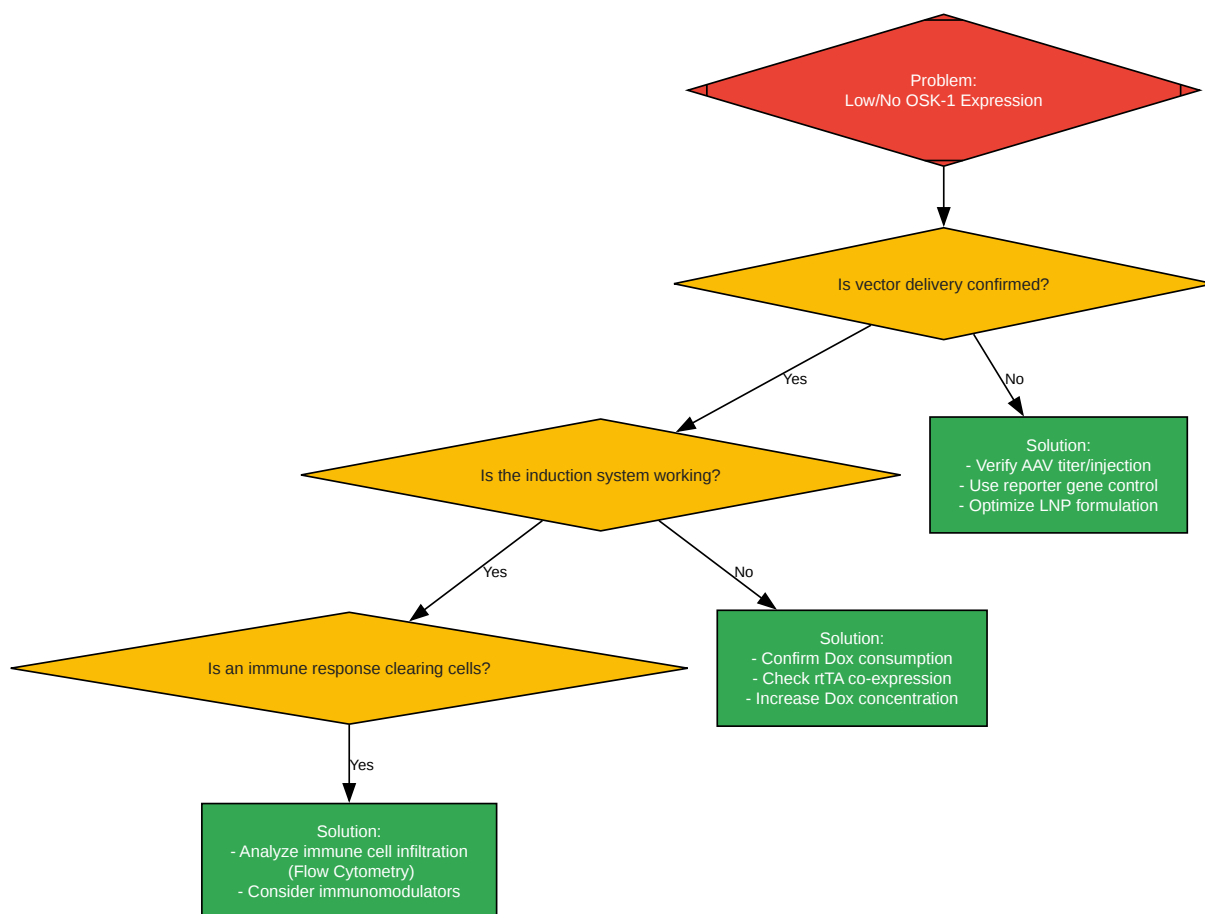 Problem:
Low/No OSK-1 Expression
Is vector delivery confirmed?
Yes
No
Solution:
- Verify AAV titer/injection
- Use reporter gene control
- Optimize LNP formulation
Is the induction system working?
Yes
No
Solution:
- Confirm Dox consumption
- Check rtTA co-expression
- Increase Dox concentration
Is an immune response clearing cells?
Yes
Solution:
- Analyze immune cell infiltration
(Flow Cytometry)
- Consider immunomodulators